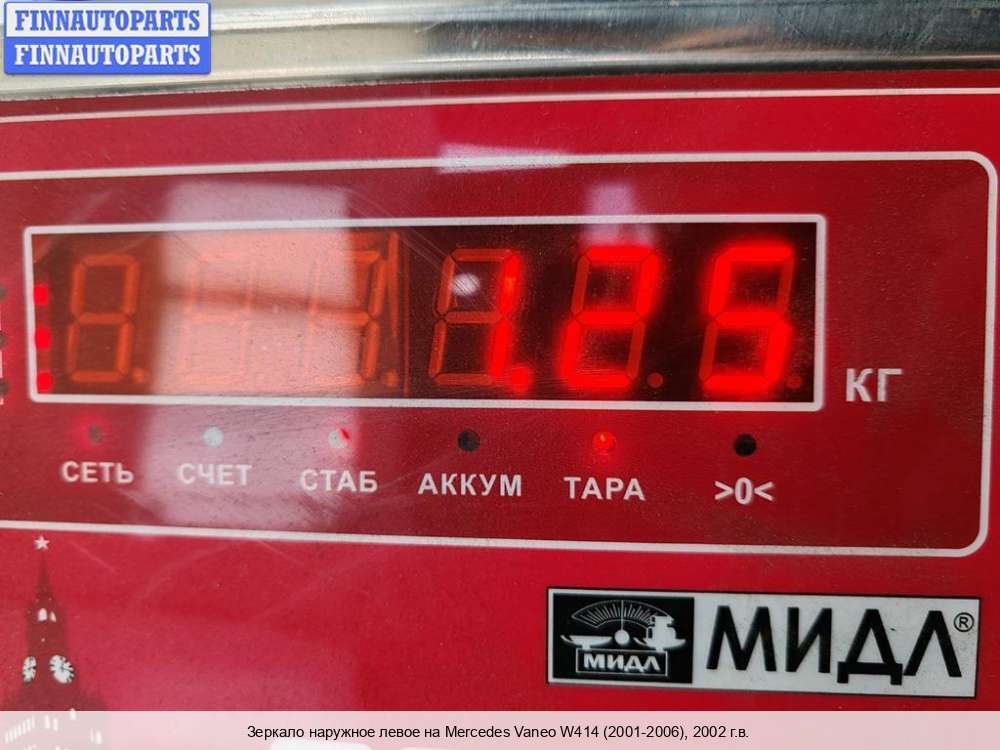 FINNAUTOPARTS
FINNAUTOPARTS
1.25
КГ
СЕТЬ СЧЕТ СТАБ АККУМ ТАРА >0<
МИДЛ МИДЛ®
Зеркало наружное левое на Mercedes Vaneo W414 (2001-2006), 2002 г.в.